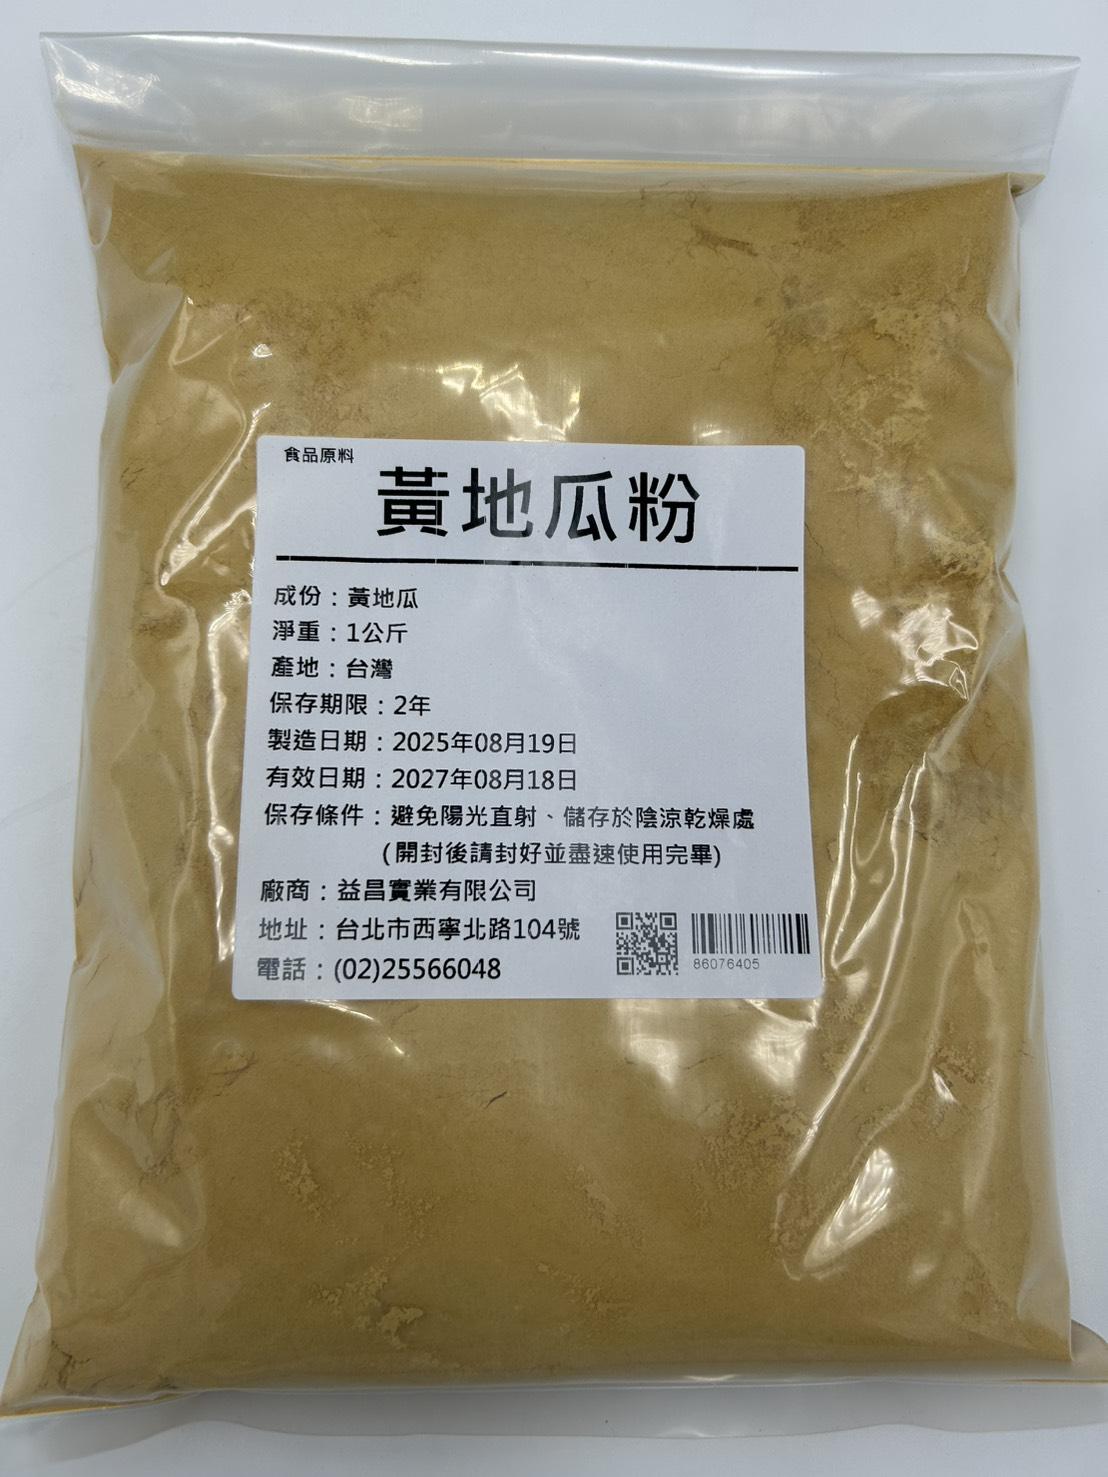 食品原料
黃地瓜粉
成份：黃地瓜
淨重：1公斤
產地：台灣
保存期限：2年
製造日期：2025年08月19日
有效日期：2027年08月18日
保存條件：避免陽光直射、儲存於陰涼乾燥處
(開封後請封好並盡速使用完畢)
廠商：益昌實業有限公司
地址：台北市西寧北路104號
電話：(02)25566048
86076405